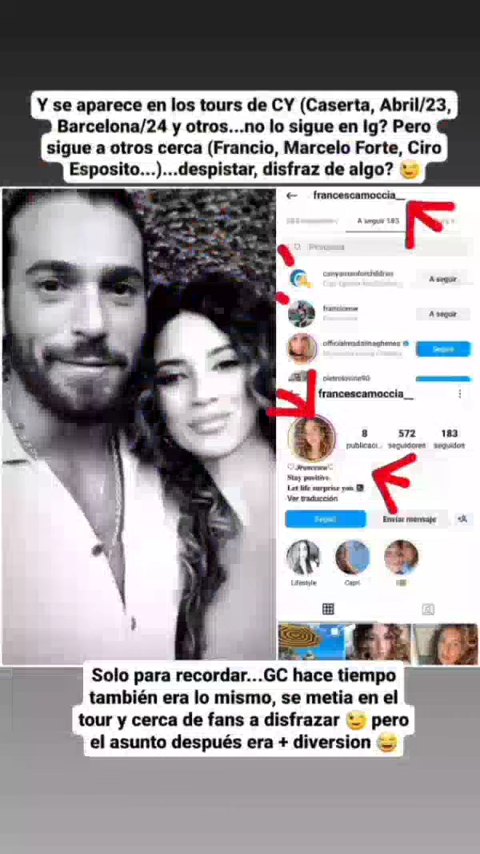 Y se aparece en los tours de CY (Caserta, Abril/23,
Barcelona/24 y otros...no lo sigue en Ig? Pero
sigue a otros cerca (Francio, Marcelo Forte, Ciro
Esposito...)...despistar, disfraz de algo? 😉
francescamoccia__
A seguir 183
Pesquisa
canyamanforchildren
A seguir
A seguir
Seguir
francescamoccia__
8
572
183
publicaci...
seguidores
seguidos
♡Francesca♡
Stay positive.
Let life surprise you
Ver traducción
Seguir
Enviar mensaje
Lifestyle
Capri
Solo para recordar...GC hace tiempo
también era lo mismo, se metia en el
tour y cerca de fans a disfrazar 😉 pero
el asunto después era + diversion 😂